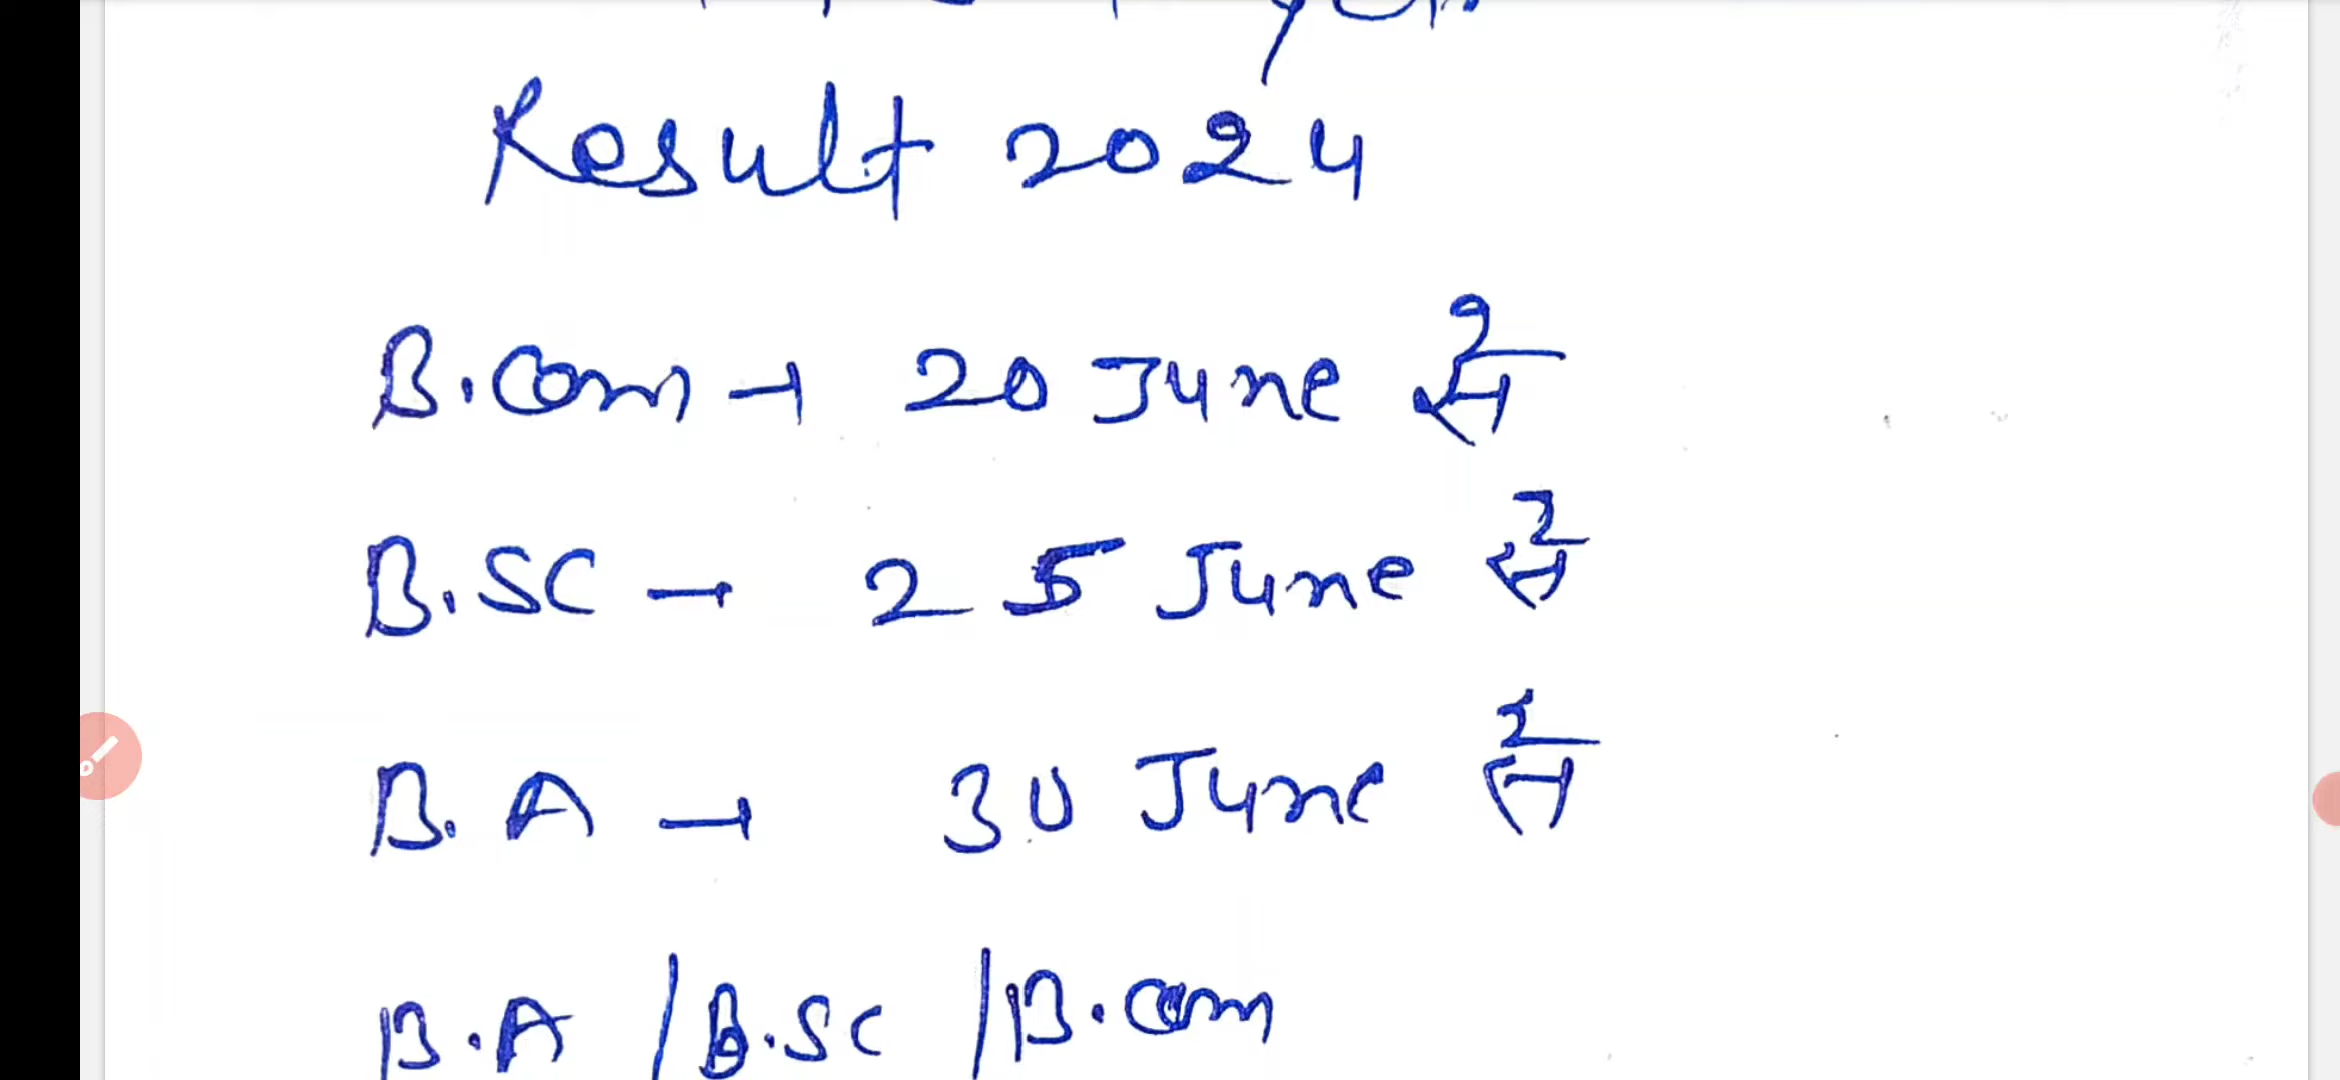 Result 2024
B.Com → 20 June से
B.SC → 25 June से
B.A → 30 June से
B.A / B.SC / B.Com